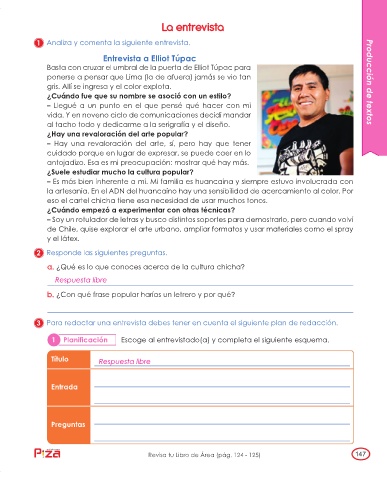 La entrevista
1 Analiza y comenta la siguiente entrevista.
Entrevista a Elliot Túpac
Basta con cruzar el umbral de la puerta de Elliot Túpac para
ponerse a pensar que Lima (la de afuera) jamás se vio tan
gris. Allí se ingresa y el color explota.
¿Cuándo fue que su nombre se asoció con un estilo?
– Llegué a un punto en el que pensé qué hacer con mi
vida. Y en noveno ciclo de comunicaciones decidí mandar
al tacho todo y dedicarme a la serigrafía y el diseño.
¿Hay una revaloración del arte popular?
– Hay una revaloración del arte, sí, pero hay que tener
cuidado porque en lugar de expresar, se puede caer en lo
antojadizo. Esa es mi preocupación: mostrar qué hay más.
¿Suele estudiar mucho la cultura popular?
– Es más bien inherente a mí. Mi familia es huancaína y siempre estuvo involucrada con
la artesanía. En el ADN del huancaíno hay una sensibilidad de acercamiento al color. Por
eso el cartel chicha tiene esa necesidad de usar muchos tonos.
¿Cuándo empezó a experimentar con otras técnicas?
– Soy un rotulador de letras y busco distintos soportes para demostrarlo, pero cuando volví
de Chile, quise explorar el arte urbano, ampliar formatos y usar materiales como el spray
y el látex.
2 Responde las siguientes preguntas.
a. ¿Qué es lo que conoces acerca de la cultura chicha?
Respuesta libre
b. ¿Con qué frase popular harías un letrero y por qué?
3 Para redactar una entrevista debes tener en cuenta el siguiente plan de redacción.
1 Planificación Escoge al entrevistado(a) y completa el siguiente esquema.
Título Respuesta libre
Entrada
Preguntas
Revisa tu Libro de Área (pág. 124 - 125)
147
Producción de textos